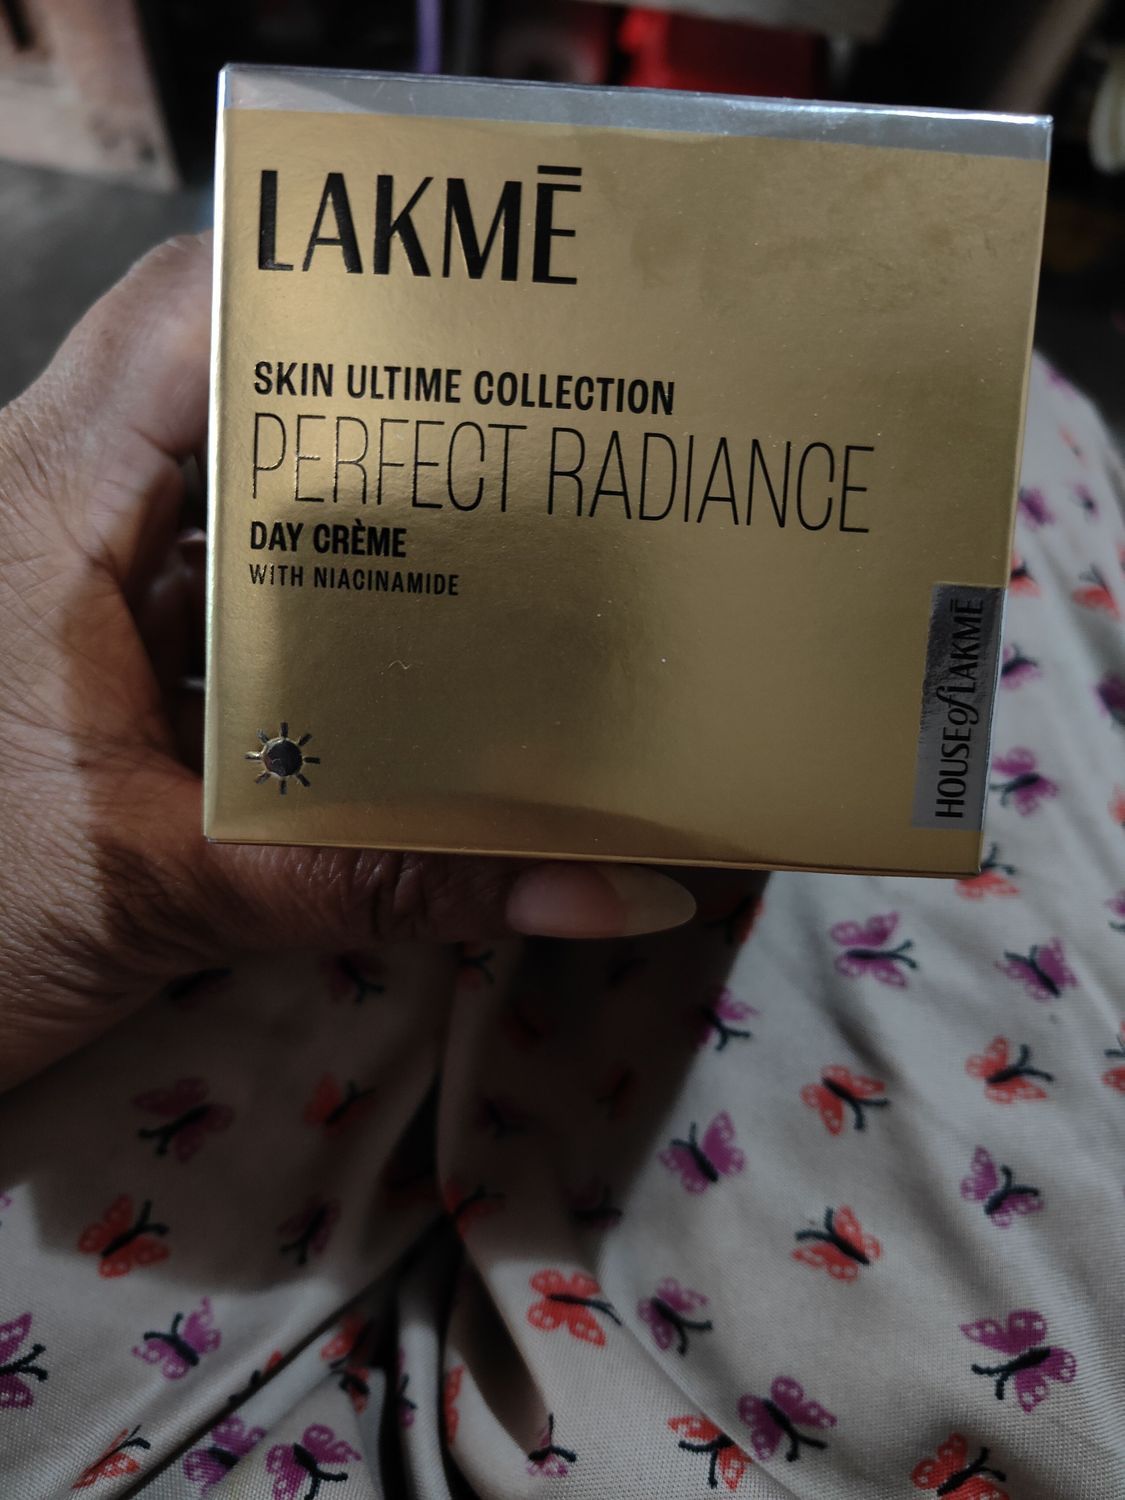 LAKMĒ
SKIN ULTIME COLLECTION
PERFECT RADIANCE
DAY CRÈME
WITH NIACINAMIDE
HOUSE of LAKMĒ